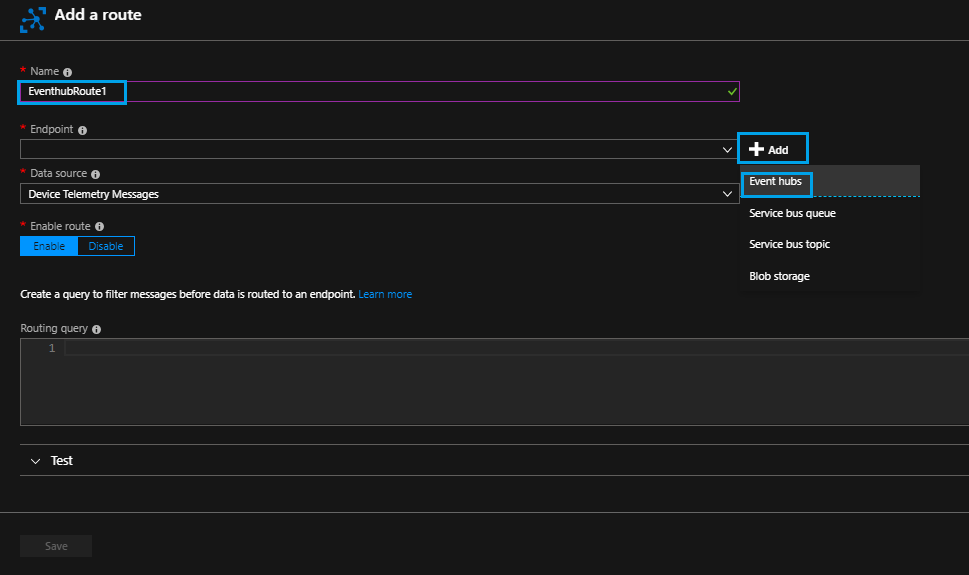 Add a route
* Name
EventhubRoute1
* Endpoint
Add
* Data source
Event hubs
Device Telemetry Messages
Service bus queue
* Enable route
Enable Disable
Service bus topic
Blob storage
Create a query to filter messages before data is routed to an endpoint. Learn more
Routing query
1
Test
Save